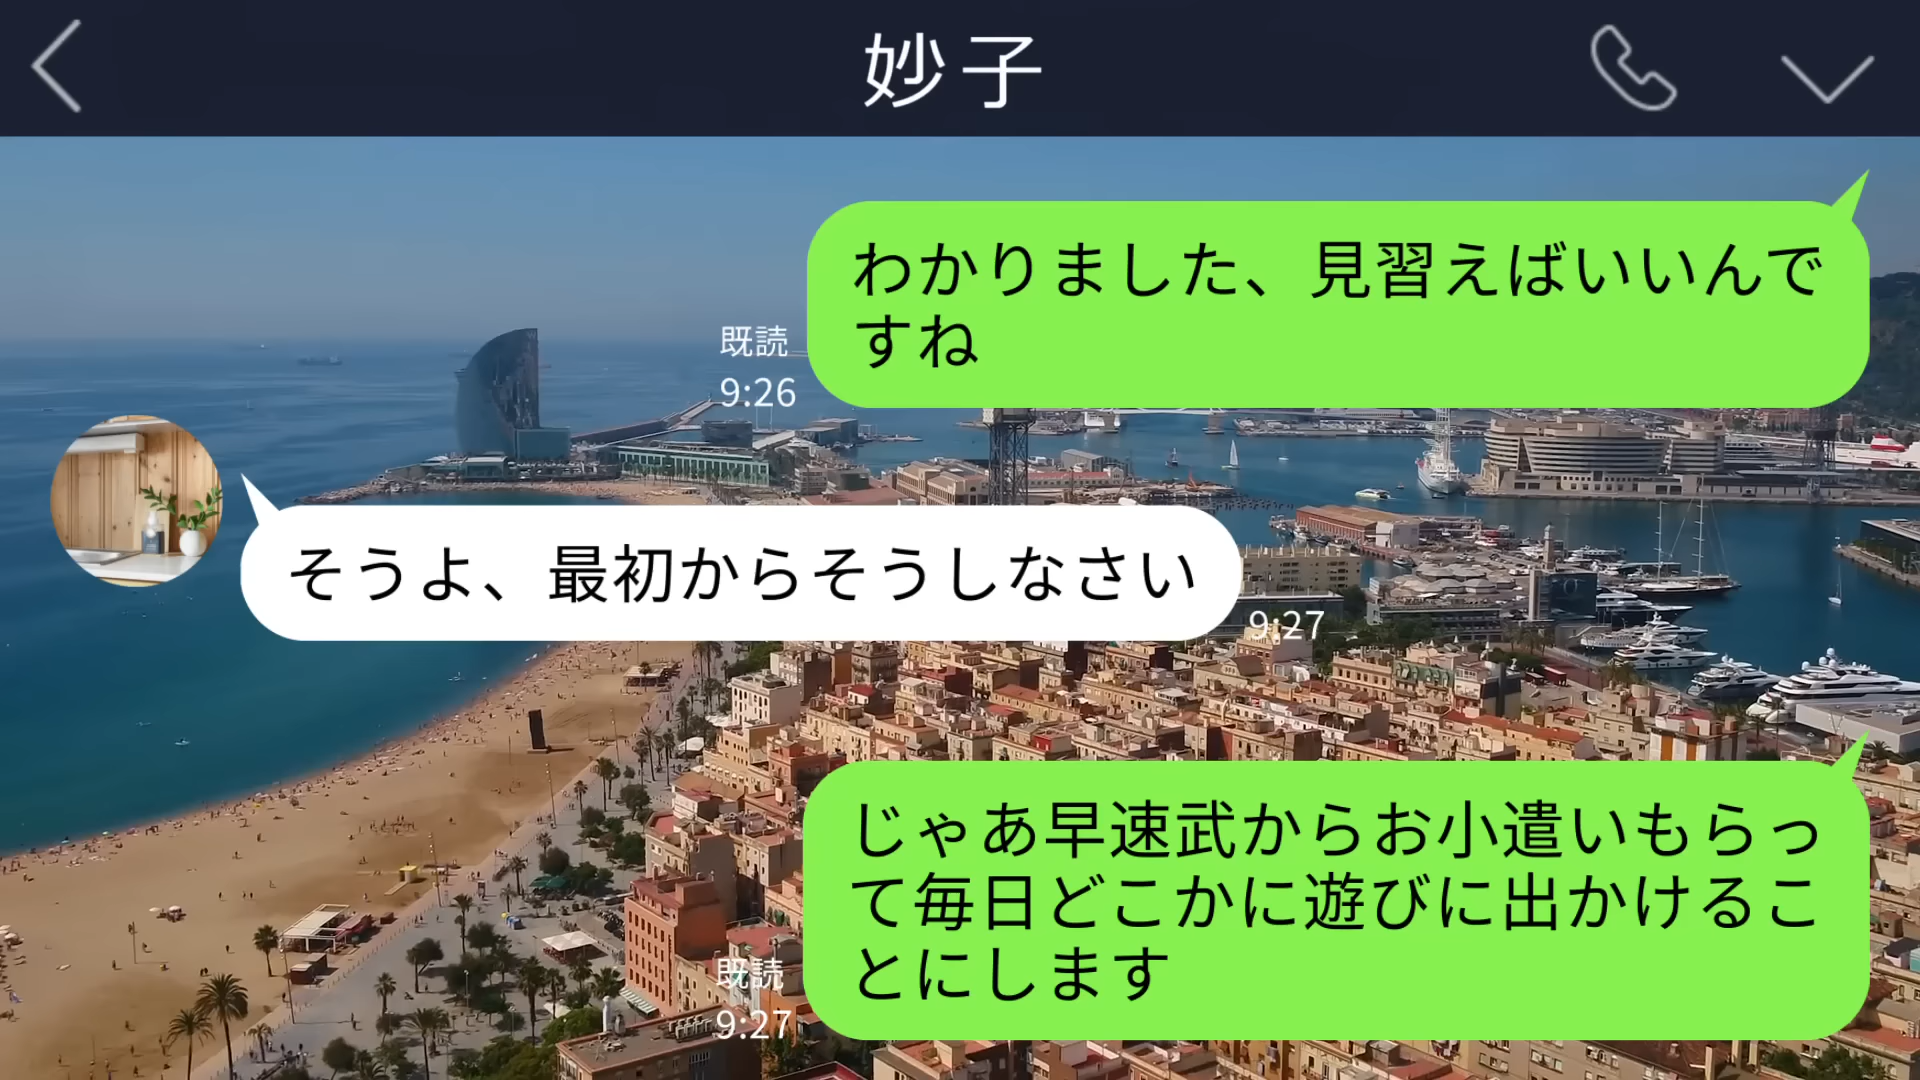 妙子
わかりました、見習えばいいんで
すね
既読
9:26
そうよ、最初からそうしなさい
9:27
じゃあ早速武からお小遣いもらっ
て毎日どこかに遊びに出かけるこ
とにします
既読
9:27